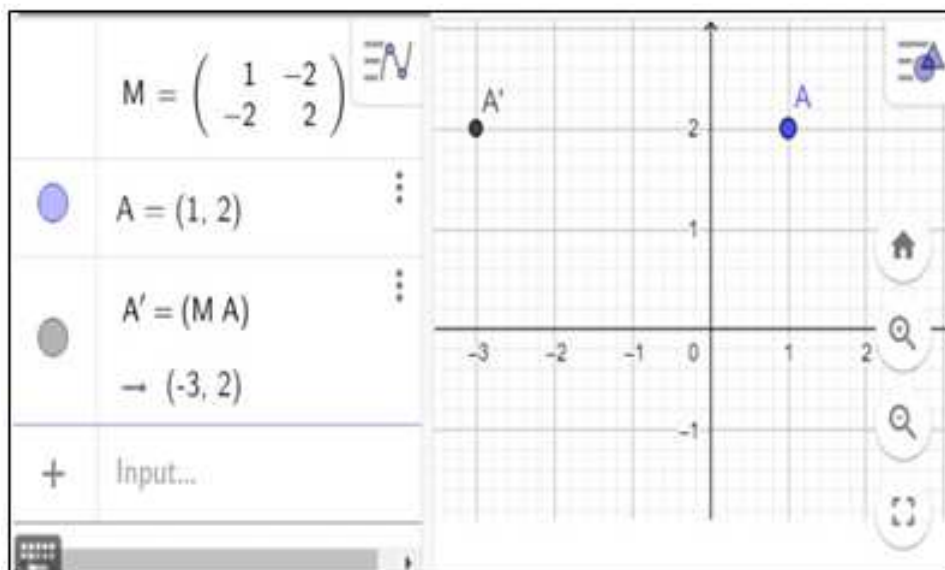 M = ( 1 −2
−2 2 )
A = (1, 2)
A′ = (M A)
→ (-3, 2)
+ Input...
A'
A
2
1
−3 −2 −1 0 1 2
−1